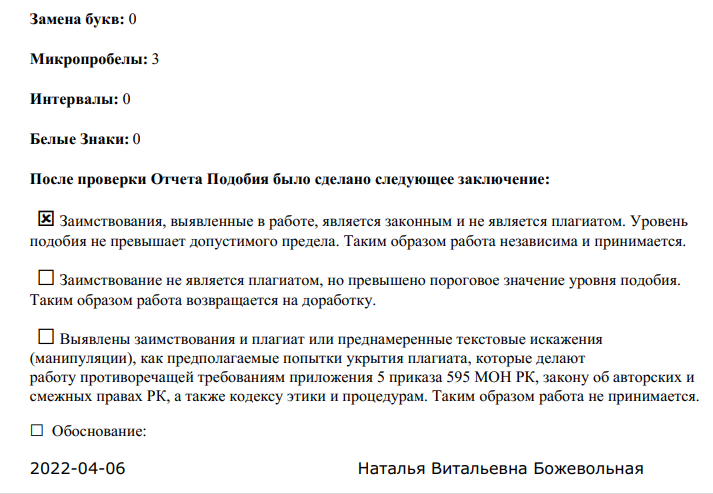 Замена букв: 0
Микропробелы: 3
Интервалы: 0
Белые Знаки: 0
После проверки Отчета Подобия было сделано следующее заключение:
☒ Заимствования, выявленные в работе, является законным и не является плагиатом. Уровень
подобия не превышает допустимого предела. Таким образом работа независима и принимается.
☐ Заимствование не является плагиатом, но превышено пороговое значение уровня подобия.
Таким образом работа возвращается на доработку.
☐ Выявлены заимствования и плагиат или преднамеренные текстовые искажения
(манипуляции), как предполагаемые попытки укрытия плагиата, которые делают
работу противоречащей требованиям приложения 5 приказа 595 МОН РК, закону об авторских и
смежных правах РК, а также кодексу этики и процедурам. Таким образом работа не принимается.
☐ Обоснование:
2022-04-06 Наталья Витальевна Божевольная